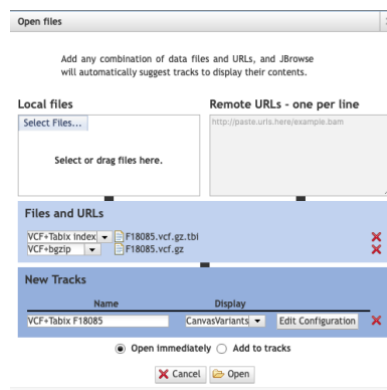 Open files
Add any combination of data files and URLs, and JBrowse
will automatically suggest tracks to display their contents.
Local files
Remote URLs - one per line
Select Files...
http://paste.urls.here/example.bam
Select or drag files here.
Files and URLs
VCF+Tabix index F18085.vcf.gz.tbi
VCF+bgzip F18085.vcf.gz
New Tracks
Name Display
VCF+Tabix F18085 CanvasVariants Edit Configuration
Open immediately Add to tracks
Cancel Open